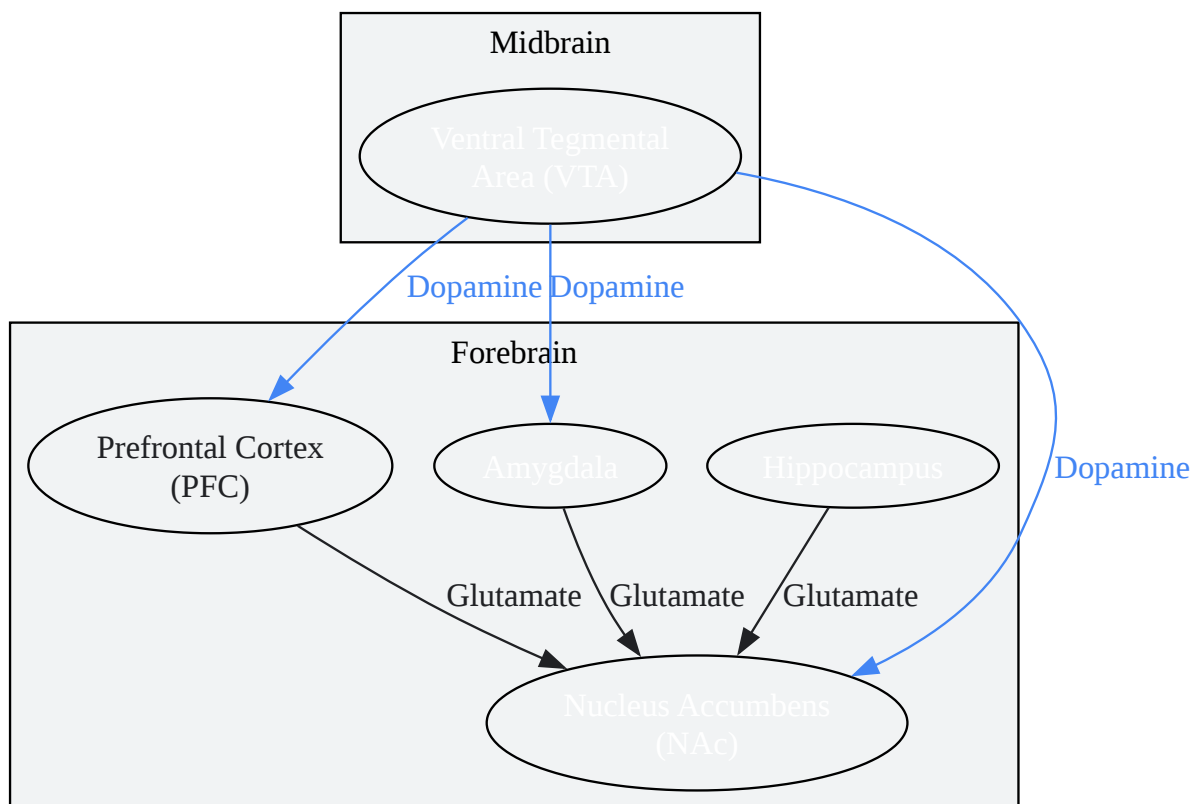 Midbrain
Ventral Tegmental
Area (VTA)
Dopamine
Dopamine
Forebrain
Prefrontal Cortex
(PFC)
Amygdala
Hippocampus
Dopamine
Glutamate
Glutamate
Glutamate
Nucleus Accumbens
(NAc)